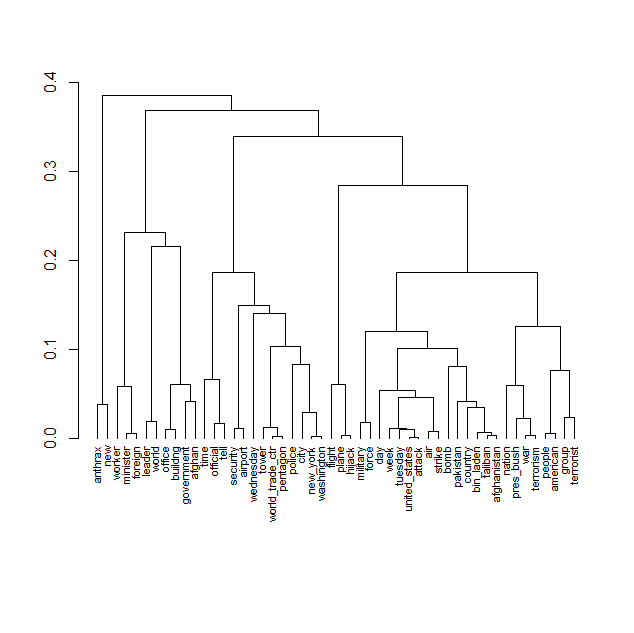 0.4
0.3
0.2
0.1
0.0
anthrax
new
worker
minister
foreign
leader
world
office
building
government
afghan
time
official
tell
security
airport
wednesday
tower
world_trade_ctr
pentagon
police
city
new_york
washington
flight
plane
hijack
military
force
day
week
tuesday
united_states
attack
air
strike
bomb
pakistan
country
bin_laden
taliban
afghanistan
nation
pres_bush
war
terrorism
people
american
group
terrorist